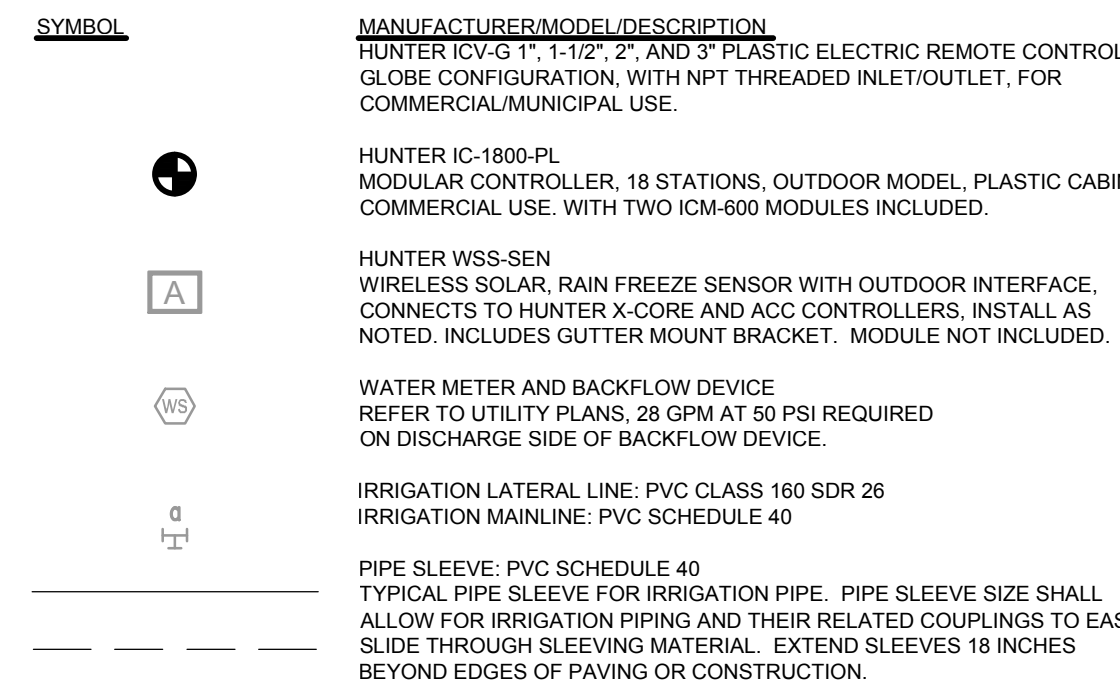 SYMBOL MANUFACTURER/MODEL/DESCRIPTION
HUNTER ICV-G 1", 1-1/2", 2", AND 3" PLASTIC ELECTRIC REMOTE CONTROL
GLOBE CONFIGURATION, WITH NPT THREADED INLET/OUTLET, FOR
COMMERCIAL/MUNICIPAL USE.
HUNTER IC-1800-PL
MODULAR CONTROLLER, 18 STATIONS, OUTDOOR MODEL, PLASTIC CABIN
COMMERCIAL USE. WITH TWO ICM-600 MODULES INCLUDED.
HUNTER WSS-SEN
A WIRELESS SOLAR, RAIN FREEZE SENSOR WITH OUTDOOR INTERFACE,
CONNECTS TO HUNTER X-CORE AND ACC CONTROLLERS, INSTALL AS
NOTED. INCLUDES GUTTER MOUNT BRACKET. MODULE NOT INCLUDED.
WATER METER AND BACKFLOW DEVICE
WS REFER TO UTILITY PLANS, 28 GPM AT 50 PSI REQUIRED
ON DISCHARGE SIDE OF BACKFLOW DEVICE.
IRRIGATION LATERAL LINE: PVC CLASS 160 SDR 26
a IRRIGATION MAINLINE: PVC SCHEDULE 40
PIPE SLEEVE: PVC SCHEDULE 40
TYPICAL PIPE SLEEVE FOR IRRIGATION PIPE. PIPE SLEEVE SIZE SHALL
ALLOW FOR IRRIGATION PIPING AND THEIR RELATED COUPLINGS TO EAS
SLIDE THROUGH SLEEVING MATERIAL. EXTEND SLEEVES 18 INCHES
BEYOND EDGES OF PAVING OR CONSTRUCTION.